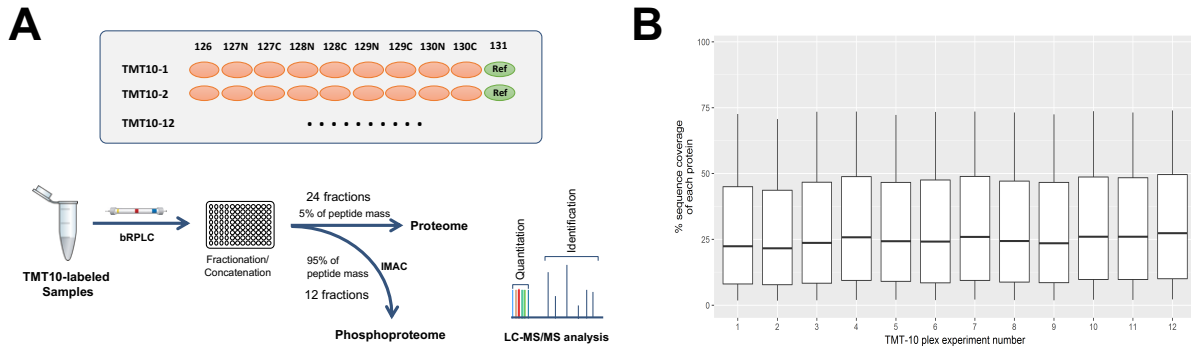 A
126 127N 127C 128N 128C 129N 129C 130N 130C 131
TMT10-1 Ref
TMT10-2 Ref
TMT10-12
TMT10-labeled
Samples
bRPLC
Fractionation/
Concatenation
24 fractions
5% of peptide mass
Proteome
95% of
peptide mass
IMAC
12 fractions
Phosphoproteome
Quantitation
Identification
LC-MS/MS analysis
B
% sequence coverage
of each protein
100
75
50
25
0
1 2 3 4 5 6 7 8 9 10 11 12
TMT-10 plex experiment number